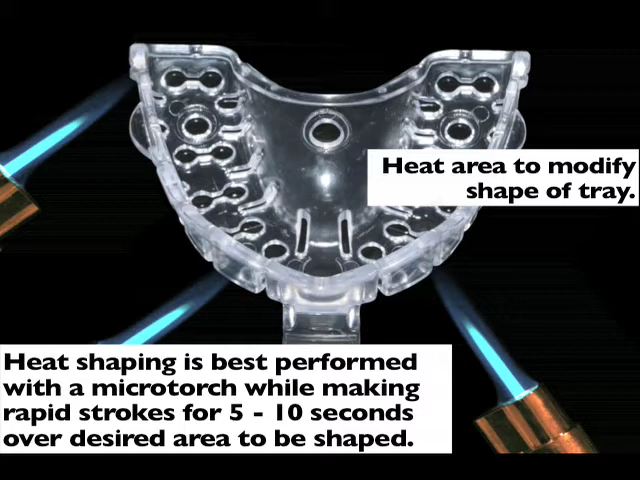 Heat area to modify
shape of tray.
Heat shaping is best performed
with a microtorch while making
rapid strokes for 5 - 10 seconds
over desired area to be shaped.